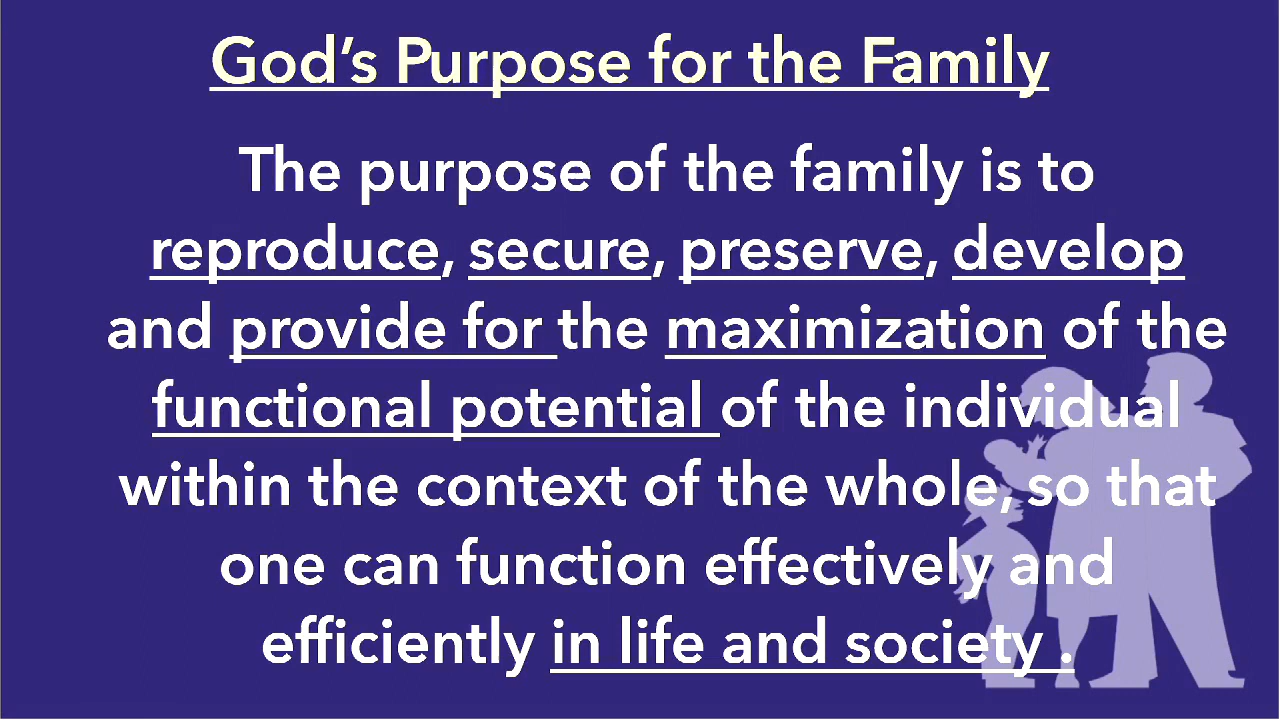 God’s Purpose for the Family
The purpose of the family is to
reproduce, secure, preserve, develop
and provide for the maximization of the
functional potential of the individual
within the context of the whole, so that
one can function effectively and
efficiently in life and society .